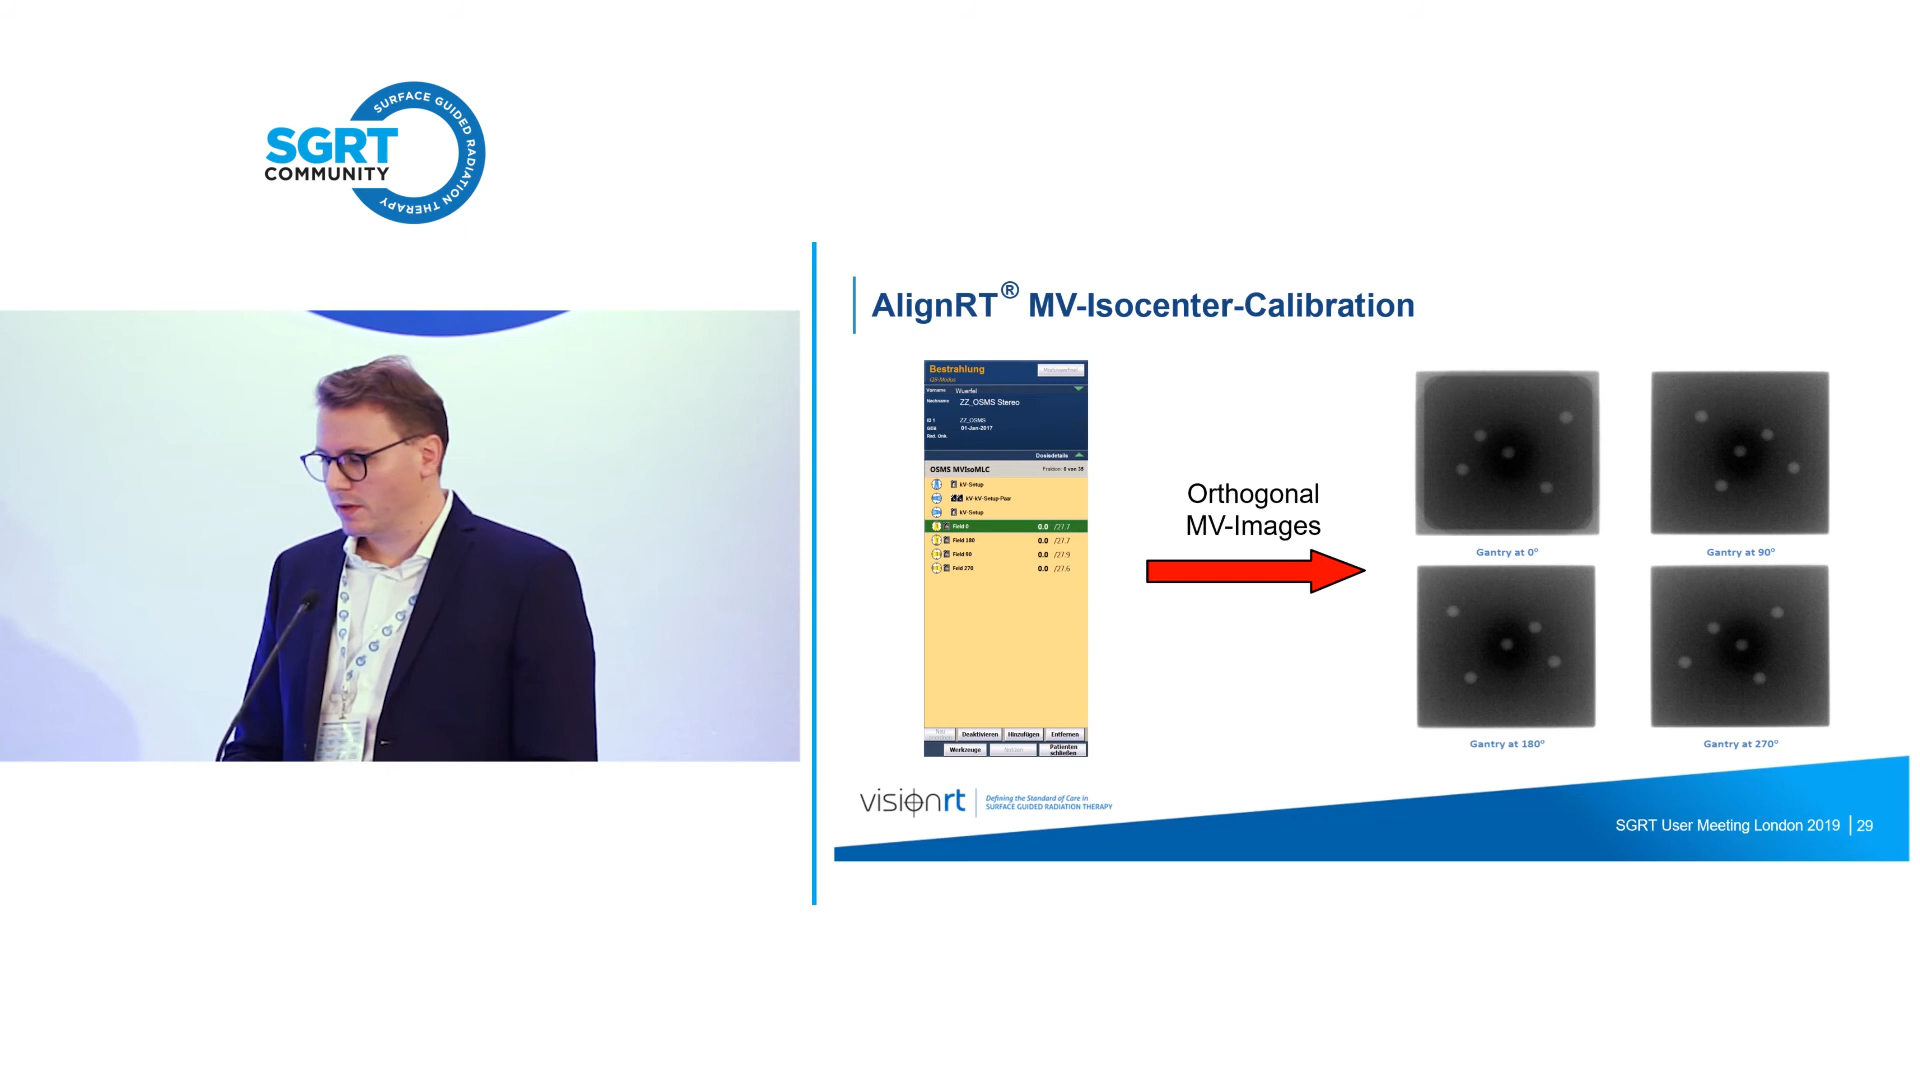 SURFACE GUIDED RADIATION THERAPY
SGRT
COMMUNITY
AlignRT® MV-Isocenter-Calibration
Bestrahlung
QS-Modus
Vorname Wuerfel
Nachname ZZ_OSMS Stereo
ID 1 ZZ_OSMS
GEB 01-Jan-2017
Rad. Onk.
Dosisdetails
OSMS MVIsoMLC Fraktion: 0 von 35
kV-Setup
kV-kV-Setup-Paar
kV-Setup
Field 0 0.0 /27.7
Field 180 0.0 /27.7
Field 90 0.0 /27.9
Feld 270 0.0 /27.6
Deaktivieren Hinzufügen Entfernen
Werkzeuge Patienten schließen
Orthogonal
MV-Images
Gantry at 0° Gantry at 90°
Gantry at 180° Gantry at 270°
visionrt
Defining the Standard of Care in
SURFACE GUIDED RADIATION THERAPY
SGRT User Meeting London 2019 | 29